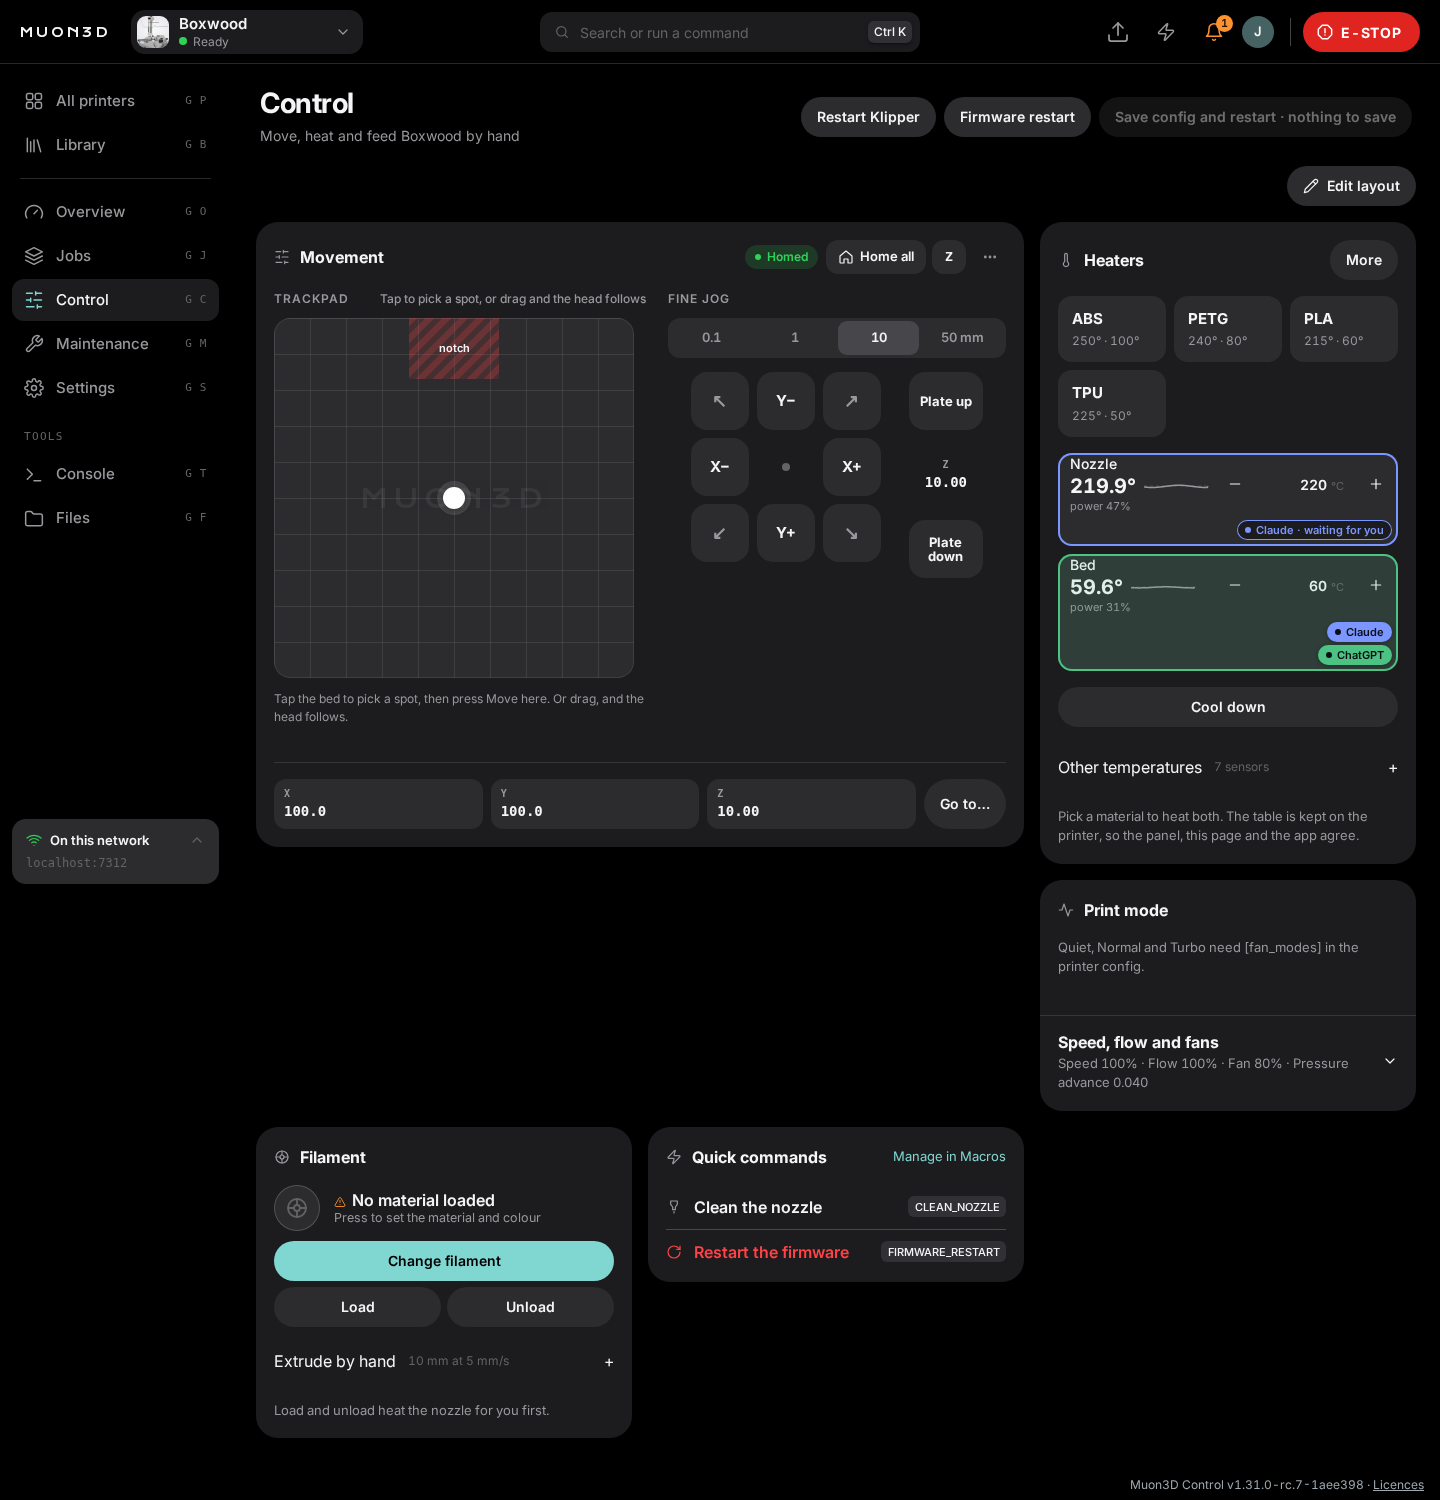 MUON3D
Boxwood
Ready
Search or run a command
Ctrl K
1
J
E-STOP
All printers
G P
Library
G B
Overview
G O
Jobs
G J
Control
G C
Maintenance
G M
Settings
G S
TOOLS
Console
G T
Files
G F
On this network
localhost:7312
Control
Move, heat and feed Boxwood by hand
Restart Klipper
Firmware restart
Save config and restart · nothing to save
Edit layout
Movement
Homed
Home all
Z
TRACKPAD
Tap to pick a spot, or drag and the head follows
notch
MUON3D
Tap the bed to pick a spot, then press Move here. Or drag, and the
head follows.
FINE JOG
0.1
1
10
50 mm
↖
Y−
↗
Plate up
X−
X+
Z
10.00
↙
Y+
↘
Plate
down
X
100.0
Y
100.0
Z
10.00
Go to...
Heaters
More
ABS
250° · 100°
PETG
240° · 80°
PLA
215° · 60°
TPU
225° · 50°
Nozzle
219.9°
−
220 °C
+
power 47%
Claude · waiting for you
Bed
59.6°
−
60 °C
+
power 31%
Claude
ChatGPT
Cool down
Other temperatures
7 sensors
+
Pick a material to heat both. The table is kept on the
printer, so the panel, this page and the app agree.
Print mode
Quiet, Normal and Turbo need [fan_modes] in the
printer config.
Speed, flow and fans
Speed 100% · Flow 100% · Fan 80% · Pressure
advance 0.040
Filament
No material loaded
Press to set the material and colour
Change filament
Load
Unload
Extrude by hand
10 mm at 5 mm/s
+
Load and unload heat the nozzle for you first.
Quick commands
Manage in Macros
Clean the nozzle
CLEAN_NOZZLE
Restart the firmware
FIRMWARE_RESTART
Muon3D Control v1.31.0-rc.7-1aee398 · Licences